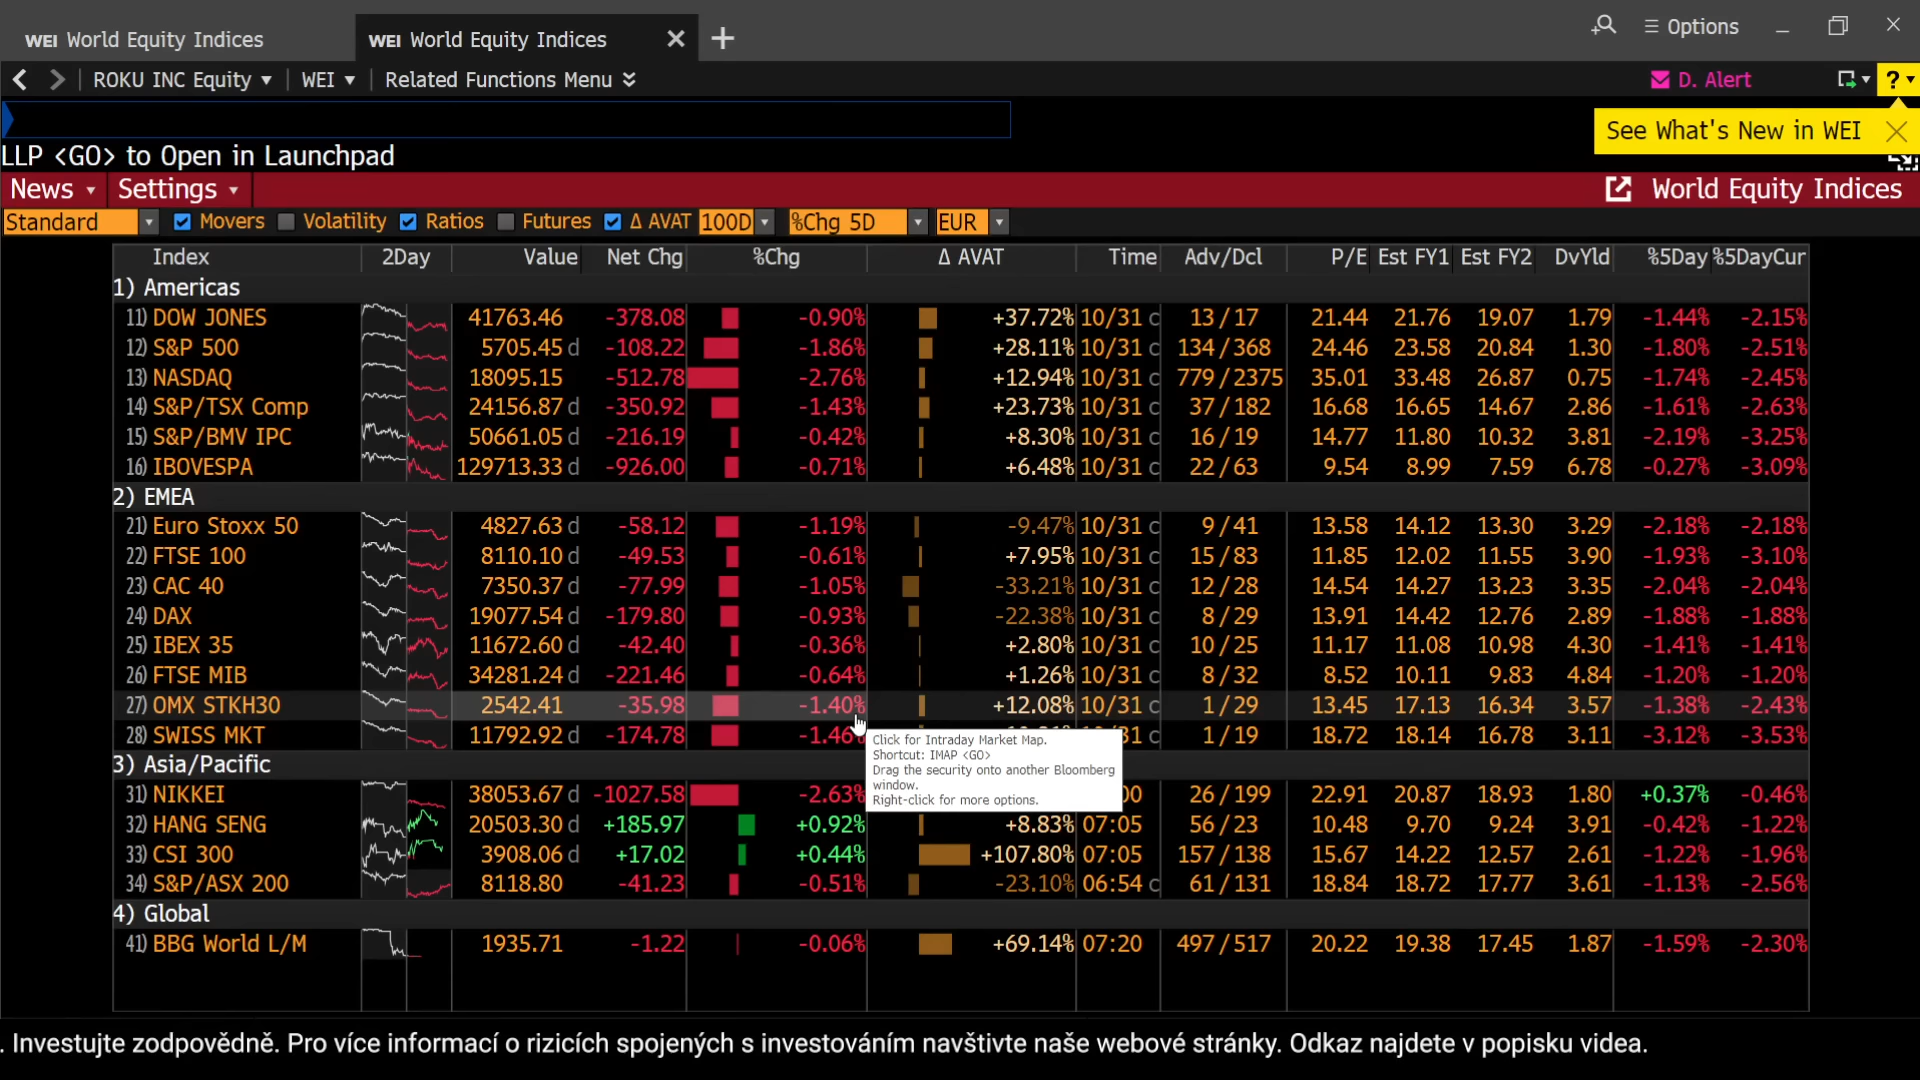 WEI World Equity Indices
WEI World Equity Indices
Options
ROKU INC Equity WEI Related Functions Menu
D. Alert
?
See What's New in WEI
LLP <GO> to Open in Launchpad
News Settings World Equity Indices
Standard Movers Volatility Ratios Futures Δ AVAT 100D %Chg 5D EUR
Index 2Day Value Net Chg %Chg Δ AVAT Time Adv/Dcl P/E Est FY1 Est FY2 DvYld %5Day %5DayCur
1) Americas
11) DOW JONES 41763.46 -378.08 -0.90% +37.72% 10/31 c 13 / 17 21.44 21.76 19.07 1.79 -1.44% -2.15%
12) S&P 500 5705.45 d -108.22 -1.86% +28.11% 10/31 c 134 / 368 24.46 23.58 20.84 1.30 -1.80% -2.51%
13) NASDAQ 18095.15 -512.78 -2.76% +12.94% 10/31 c 779 / 2375 35.01 33.48 26.87 0.75 -1.74% -2.45%
14) S&P/TSX Comp 24156.87 d -350.92 -1.43% +23.73% 10/31 c 37 / 182 16.68 16.65 14.67 2.86 -1.61% -2.63%
15) S&P/BMV IPC 50661.05 d -216.19 -0.42% +8.30% 10/31 c 16 / 19 14.77 11.80 10.32 3.81 -2.19% -3.25%
16) IBOVESPA 129713.33 d -926.00 -0.71% +6.48% 10/31 c 22 / 63 9.54 8.99 7.59 6.78 -0.27% -3.09%
2) EMEA
21) Euro Stoxx 50 4827.63 d -58.12 -1.19% -9.47% 10/31 c 9 / 41 13.58 14.12 13.30 3.29 -2.18% -2.18%
22) FTSE 100 8110.10 d -49.53 -0.61% +7.95% 10/31 c 15 / 83 11.85 12.02 11.55 3.90 -1.93% -3.10%
23) CAC 40 7350.37 d -77.99 -1.05% -33.21% 10/31 c 12 / 28 14.54 14.27 13.23 3.35 -2.04% -2.04%
24) DAX 19077.54 d -179.80 -0.93% -22.38% 10/31 c 8 / 29 13.91 14.42 12.76 2.89 -1.88% -1.88%
25) IBEX 35 11672.60 d -42.40 -0.36% +2.80% 10/31 c 10 / 25 11.17 11.08 10.98 4.30 -1.41% -1.41%
26) FTSE MIB 34281.24 d -221.46 -0.64% +1.26% 10/31 c 8 / 32 8.52 10.11 9.83 4.84 -1.20% -1.20%
27) OMX STKH30 2542.41 -35.98 -1.40% +12.08% 10/31 c 1 / 29 13.45 17.13 16.34 3.57 -1.38% -2.43%
28) SWISS MKT 11792.92 d -174.78 -1.46% c 1 / 19 18.72 18.14 16.78 3.11 -3.12% -3.53%
Click for Intraday Market Map.
Shortcut: IMAP <GO>
Drag the security onto another Bloomberg
window.
Right-click for more options.
3) Asia/Pacific
31) NIKKEI 38053.67 d -1027.58 -2.63% 26 / 199 22.91 20.87 18.93 1.80 +0.37% -0.46%
32) HANG SENG 20503.30 d +185.97 +0.92% +8.83% 07:05 56 / 23 10.48 9.70 9.24 3.91 -0.42% -1.22%
33) CSI 300 3908.06 d +17.02 +0.44% +107.80% 07:05 157 / 138 15.67 14.22 12.57 2.61 -1.22% -1.96%
34) S&P/ASX 200 8118.80 -41.23 -0.51% -23.10% 06:54 c 61 / 131 18.84 18.72 17.77 3.61 -1.13% -2.56%
4) Global
41) BBG World L/M 1935.71 -1.22 -0.06% +69.14% 07:20 497 / 517 20.22 19.38 17.45 1.87 -1.59% -2.30%
. Investujte zodpovědně. Pro více informací o rizicích spojených s investováním navštivte naše webové stránky. Odkaz najdete v popisku videa.